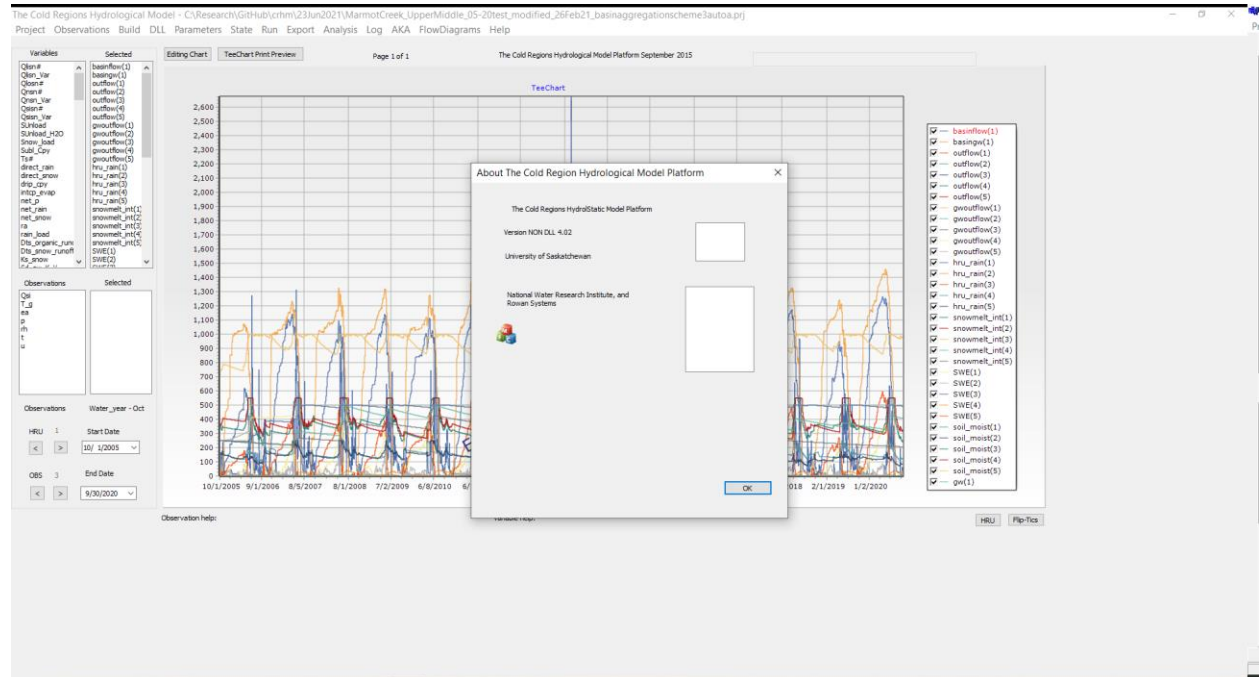 The Cold Regions Hydrological Model - C:\Research\GitHub\crhm\23Jun2021\MarmotCreek_UpperMiddle_05-20test_modified_26Feb21_basinaggregationscheme3autoa.prj
Project Observations Build DLL Parameters State Run Export Analysis Log AKA FlowDiagrams Help
Variables
Selected
Qlisn#
Qlisn_Var
Qlosn#
Qnsn#
Qnsn_Var
Qsisn#
Qsisn_Var
SUnload
SUnload_H2O
Snow_load
Subl_Cpy
Ts#
direct_rain
direct_snow
drip_cpy
intcp_evap
net_p
net_rain
net_snow
ra
rain_load
Dts_organic_run
Dts_snow_runoff
Ks_snow
basinflow(1)
basingw(1)
outflow(1)
outflow(2)
outflow(3)
outflow(4)
outflow(5)
gwoutflow(1)
gwoutflow(2)
gwoutflow(3)
gwoutflow(4)
gwoutflow(5)
hru_rain(1)
hru_rain(2)
hru_rain(3)
hru_rain(4)
hru_rain(5)
snowmelt_int(1)
snowmelt_int(2)
snowmelt_int(3)
snowmelt_int(4)
snowmelt_int(5)
SWE(1)
SWE(2)
Observations
Selected
Qsi
T_g
ea
p
rh
t
u
Observations
Water_year - Oct
HRU 1
Start Date
< >
10/ 1/2005
OBS 3
End Date
< >
9/30/2020
Editing Chart
TeeChart Print Preview
Page 1 of 1
The Cold Regions Hydrological Model Platform September 2015
TeeChart
2,600
2,500
2,400
2,300
2,200
2,100
2,000
1,900
1,800
1,700
1,600
1,500
1,400
1,300
1,200
1,100
1,000
900
800
700
600
500
400
300
200
100
0
10/1/2005 9/1/2006 8/5/2007 8/1/2008 7/2/2009 6/8/2010 6/
018 2/1/2019 1/2/2020
About The Cold Region Hydrological Model Platform
The Cold Regions HydrolStatic Model Platform
Version NON DLL 4.02
University of Saskatchewan
National Water Research Institute, and
Rowan Systems
OK
basinflow(1)
basingw(1)
outflow(1)
outflow(2)
outflow(3)
outflow(4)
outflow(5)
gwoutflow(1)
gwoutflow(2)
gwoutflow(3)
gwoutflow(4)
gwoutflow(5)
hru_rain(1)
hru_rain(2)
hru_rain(3)
hru_rain(4)
hru_rain(5)
snowmelt_int(1)
snowmelt_int(2)
snowmelt_int(3)
snowmelt_int(4)
snowmelt_int(5)
SWE(1)
SWE(2)
SWE(3)
SWE(4)
SWE(5)
soil_moist(1)
soil_moist(2)
soil_moist(3)
soil_moist(4)
soil_moist(5)
gw(1)
Observation help:
HRU
Flip-Tics